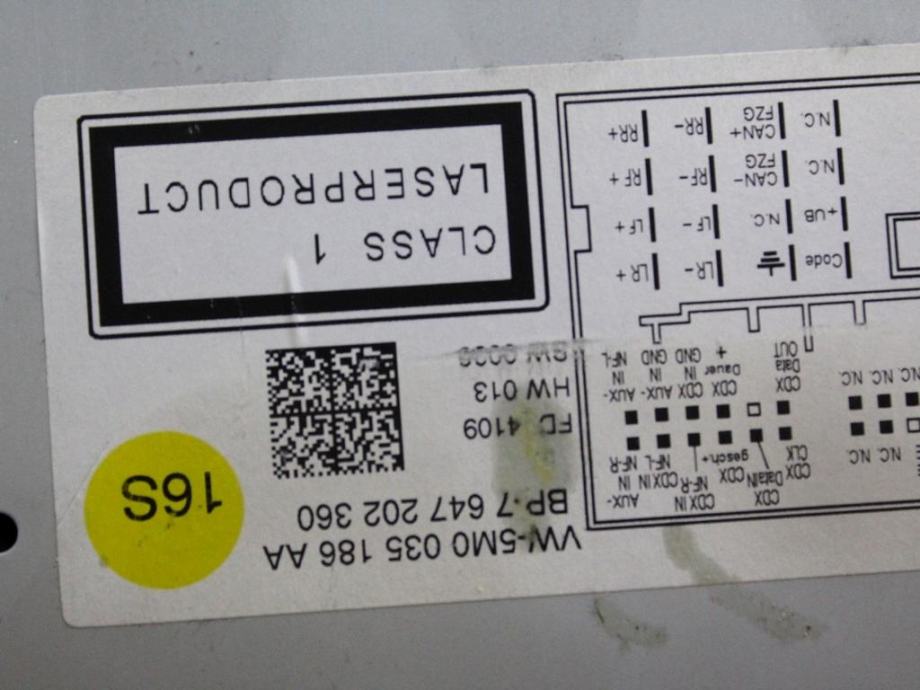 VW-5M0 035 186 AA
BP-7 647 202 360
16S
FD 4109
HW 013
SW
CLASS 1
LASERPRODUCT
N.C. N.C.
CDX CLK
CDX DataIN
CDX gesch.+
CDX IN NF-R
CDX IN NF-L
AUX- IN NF-R
N.C. N.C. N.C.
CDX Data OUT
CDX Dauer +
CDX IN GND
AUX- IN GND
AUX- IN NF-L
Code
LR- LR+
+UB N.C. LF- LF+
N.C. CAN- FZG RF- RF+
N.C. CAN+ FZG RR- RR+